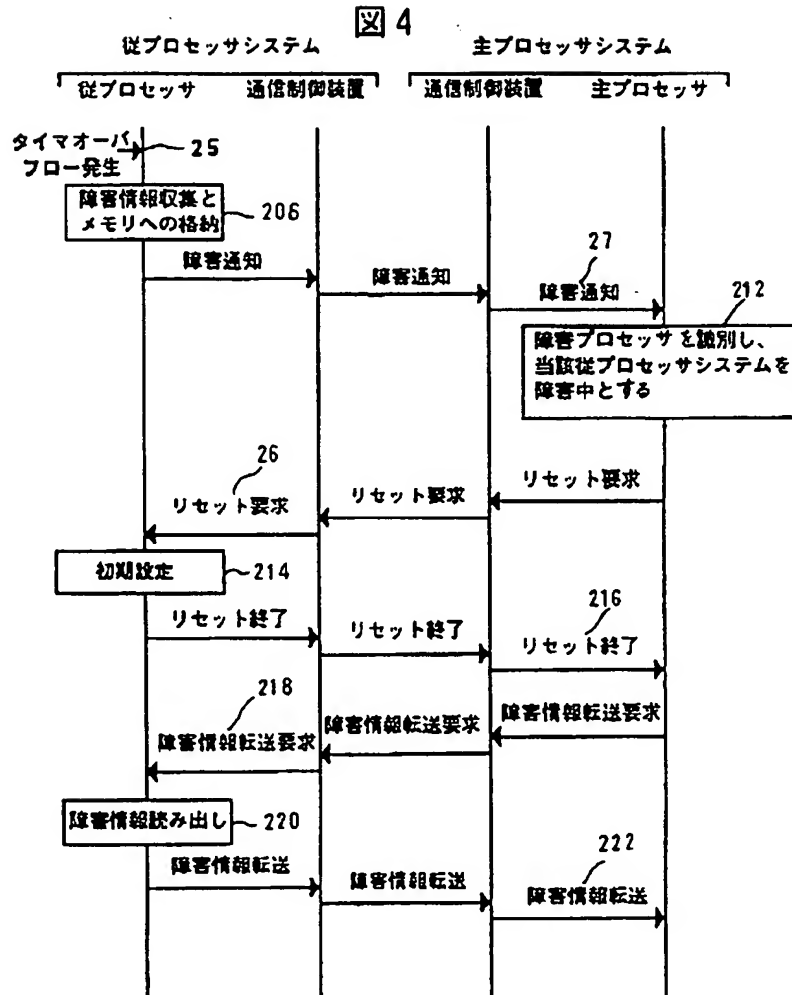 図4
従プロセッサシステム 主プロセッサシステム
従プロセッサ 通信制御装置 通信制御装置 主プロセッサ
タイマオーバ
フロー発生
25
障害情報収集と
メモリへの格納
206
障害通知
障害通知
27
障害通知
212
障害プロセッサを識別し、
当該従プロセッサシステムを
障害中とする
リセット要求
リセット要求
26
リセット要求
初期設定
214
リセット終了
リセット終了
216
リセット終了
障害情報転送要求
障害情報転送要求
218
障害情報転送要求
障害情報読み出し
220
障害情報転送
障害情報転送
222
障害情報転送